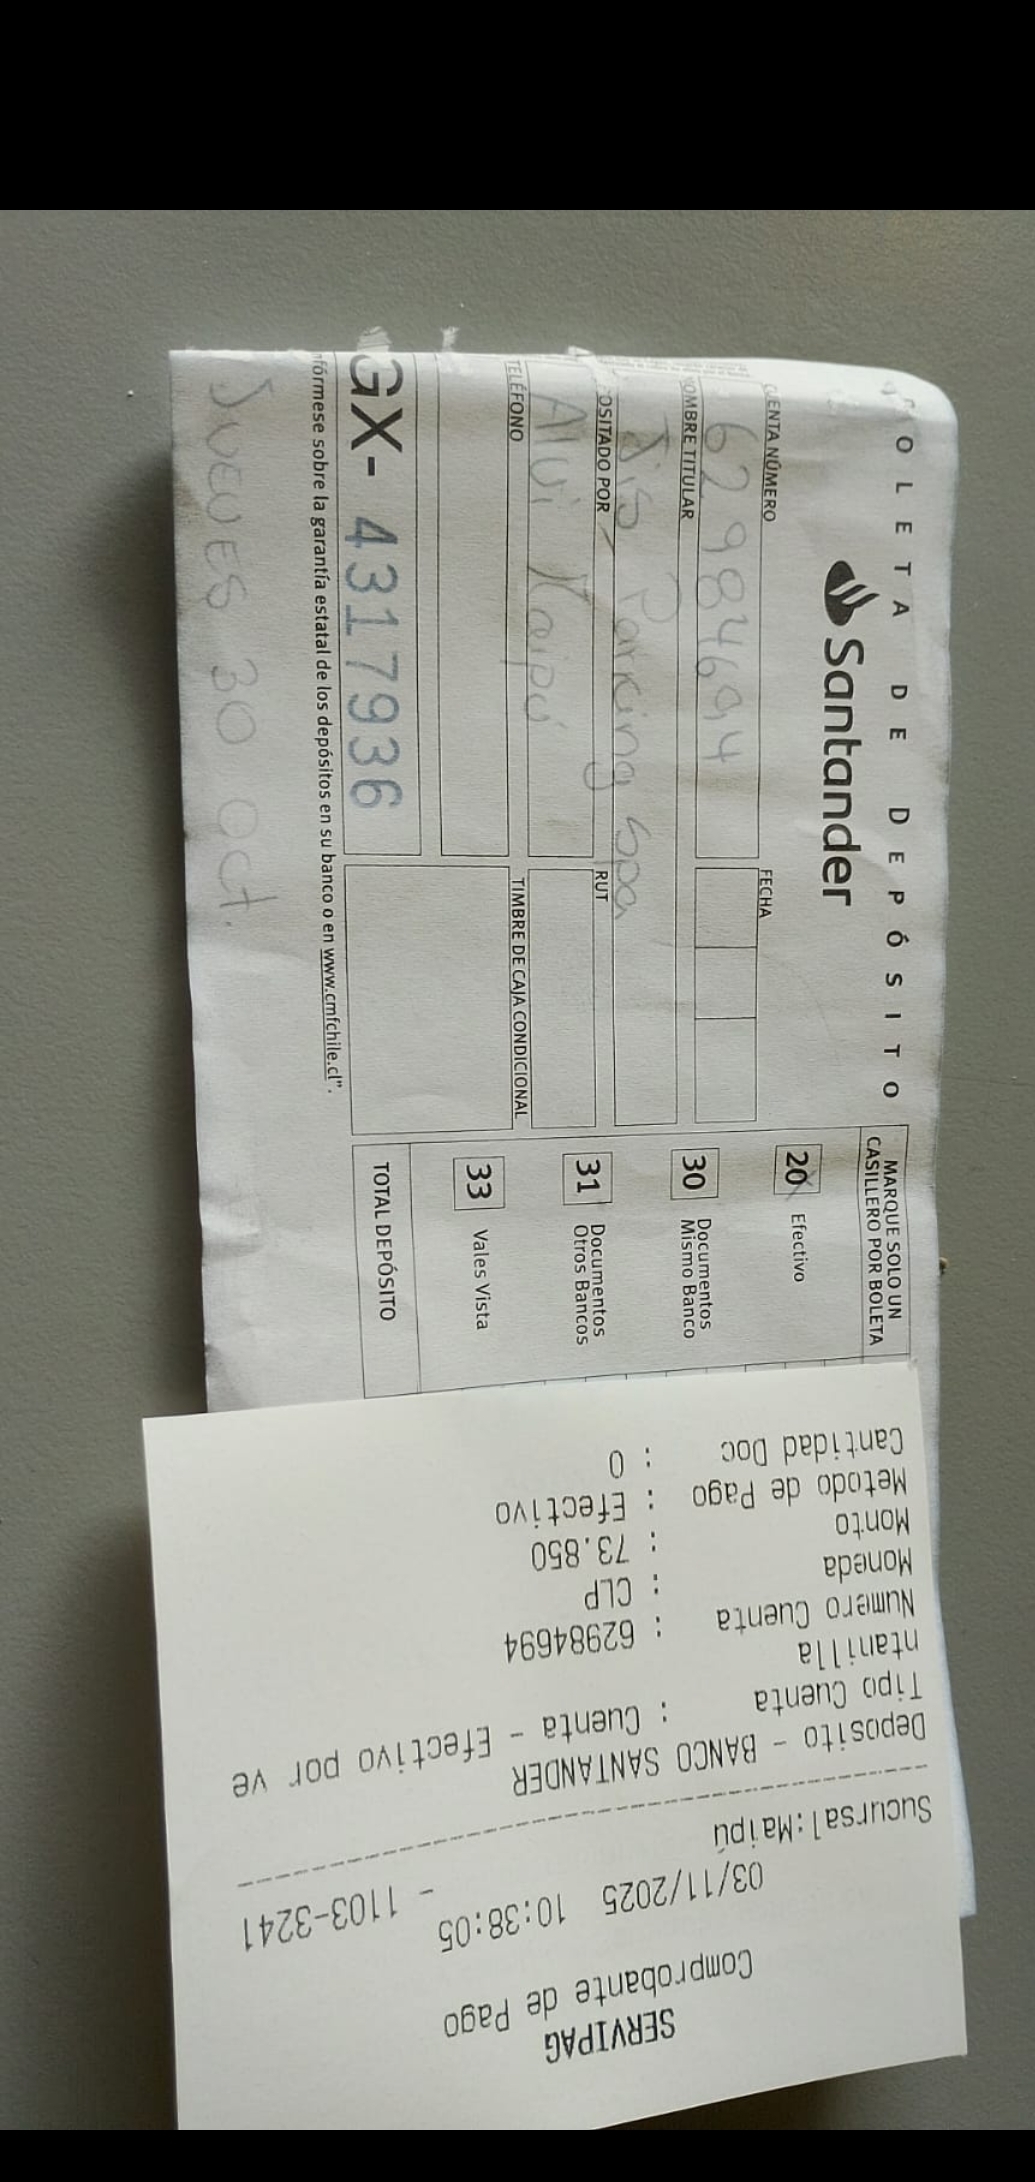 BOLETA DE DEPÓSITO
Santander
CUENTA NÚMERO
62984694
FECHA
NOMBRE TITULAR
Jis Parking Spa
DEPOSITADO POR
RUT
Alvi Maipú
TELÉFONO
TIMBRE DE CAJA CONDICIONAL
GX- 4317936
Infórmese sobre la garantía estatal de los depósitos en su banco o en www.cmfchile.cl".
Jueves 30 oct.
MARQUE SOLO UN
CASILLERO POR BOLETA
20 Efectivo
30 Documentos
Mismo Banco
31 Documentos
Otros Bancos
33 Vales Vista
TOTAL DEPÓSITO
SERVIPAG
Comprobante de Pago
03/11/2025 10:38:05 - 1103-3241
Sucursal:Maipú
Deposito - BANCO SANTANDER
Tipo Cuenta : Cuenta - Efectivo por ve
ntanilla
Numero Cuenta : 62984694
Moneda : CLP
Monto : 73.850
Metodo de Pago : Efectivo
Cantidad Doc : 0